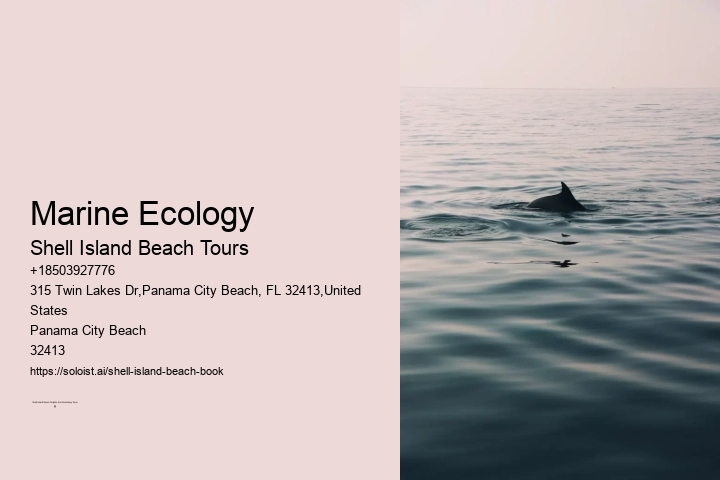 Marine Ecology
Shell Island Beach Tours
+18503927776
315 Twin Lakes Dr,Panama City Beach, FL 32413,United
States
Panama City Beach
32413
https://soloist.ai/shell-island-beach-book